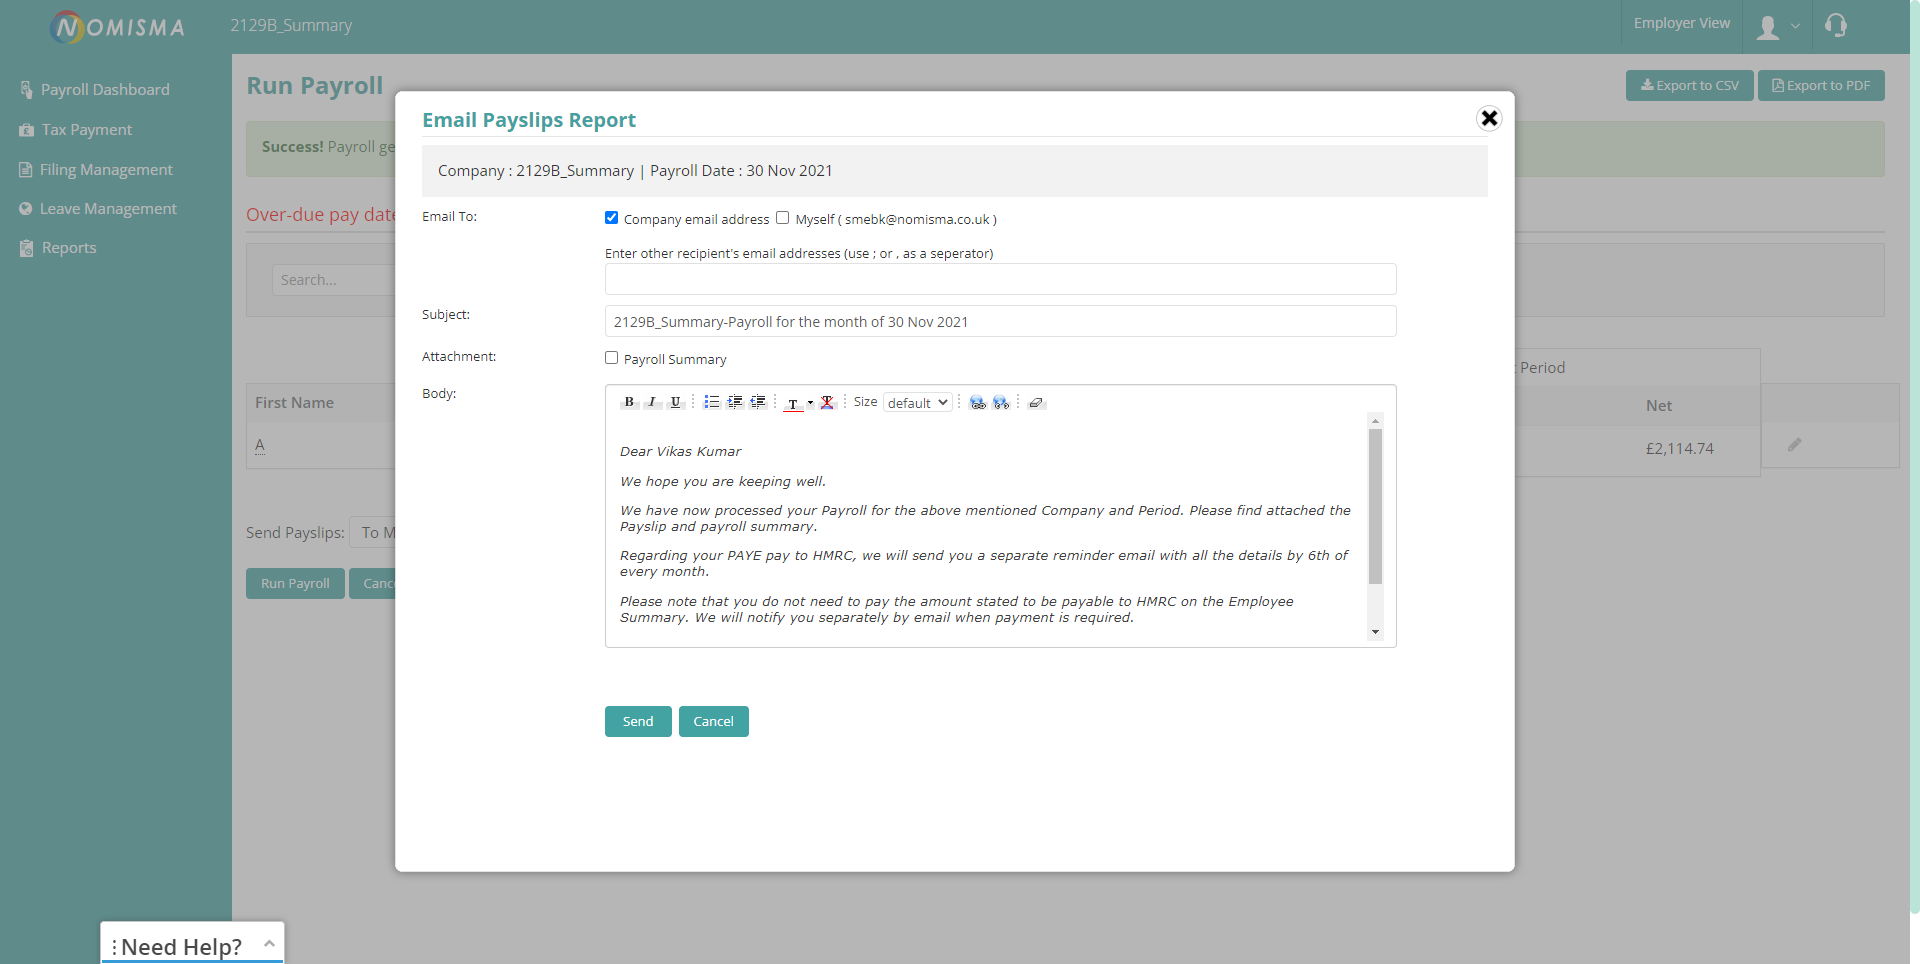 NOMISMA
2129B_Summary
Employer View
Payroll Dashboard
Tax Payment
Filing Management
Leave Management
Reports
Run Payroll
Export to CSV
Export to PDF
Success! Payroll ge
Over-due pay date
Search...
Period
First Name
Net
A
£2,114.74
Send Payslips: To M
Run Payroll
Canc
Email Payslips Report
Company : 2129B_Summary | Payroll Date : 30 Nov 2021
Email To:
Company email address
Myself ( smebk@nomisma.co.uk )
Enter other recipient's email addresses (use ; or , as a seperator)
Subject:
2129B_Summary-Payroll for the month of 30 Nov 2021
Attachment:
Payroll Summary
Body:
B I U T Size default
Dear Vikas Kumar
We hope you are keeping well.
We have now processed your Payroll for the above mentioned Company and Period. Please find attached the
Payslip and payroll summary.
Regarding your PAYE pay to HMRC, we will send you a separate reminder email with all the details by 6th of
every month.
Please note that you do not need to pay the amount stated to be payable to HMRC on the Employee
Summary. We will notify you separately by email when payment is required.
Send
Cancel
Need Help?